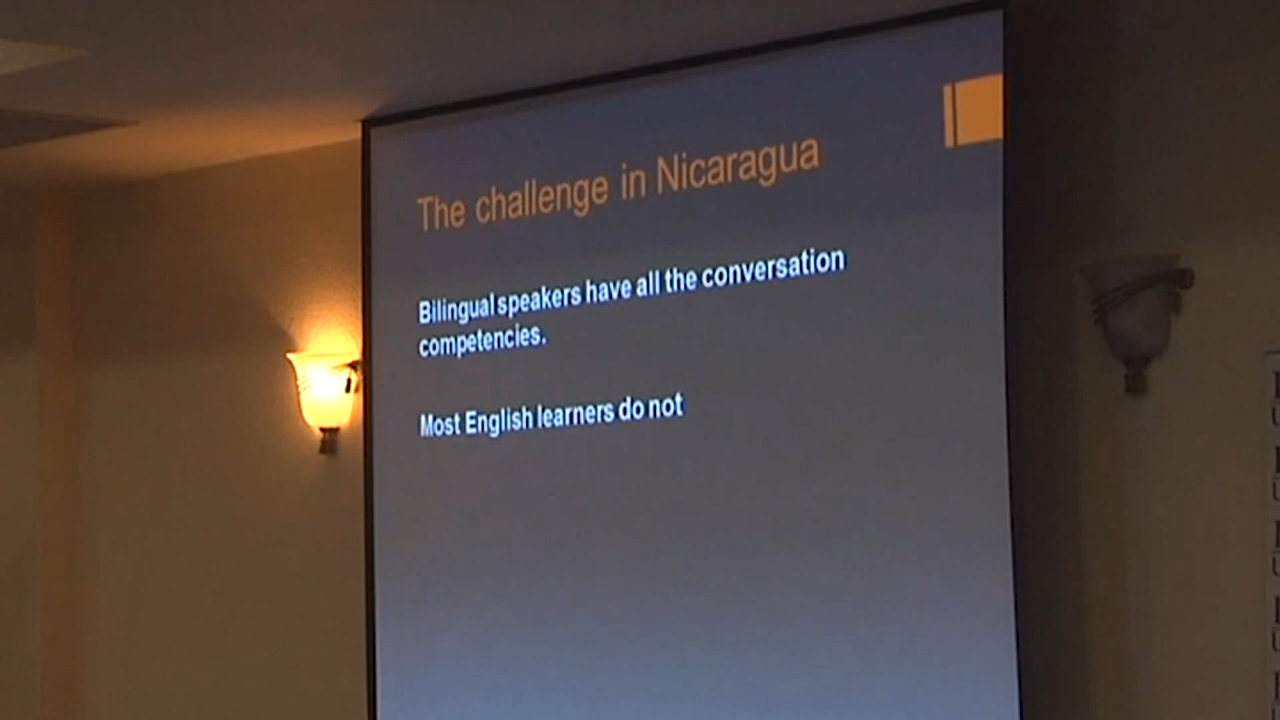 The challenge in Nicaragua
Bilingual speakers have all the conversation
competencies.
Most English learners do not